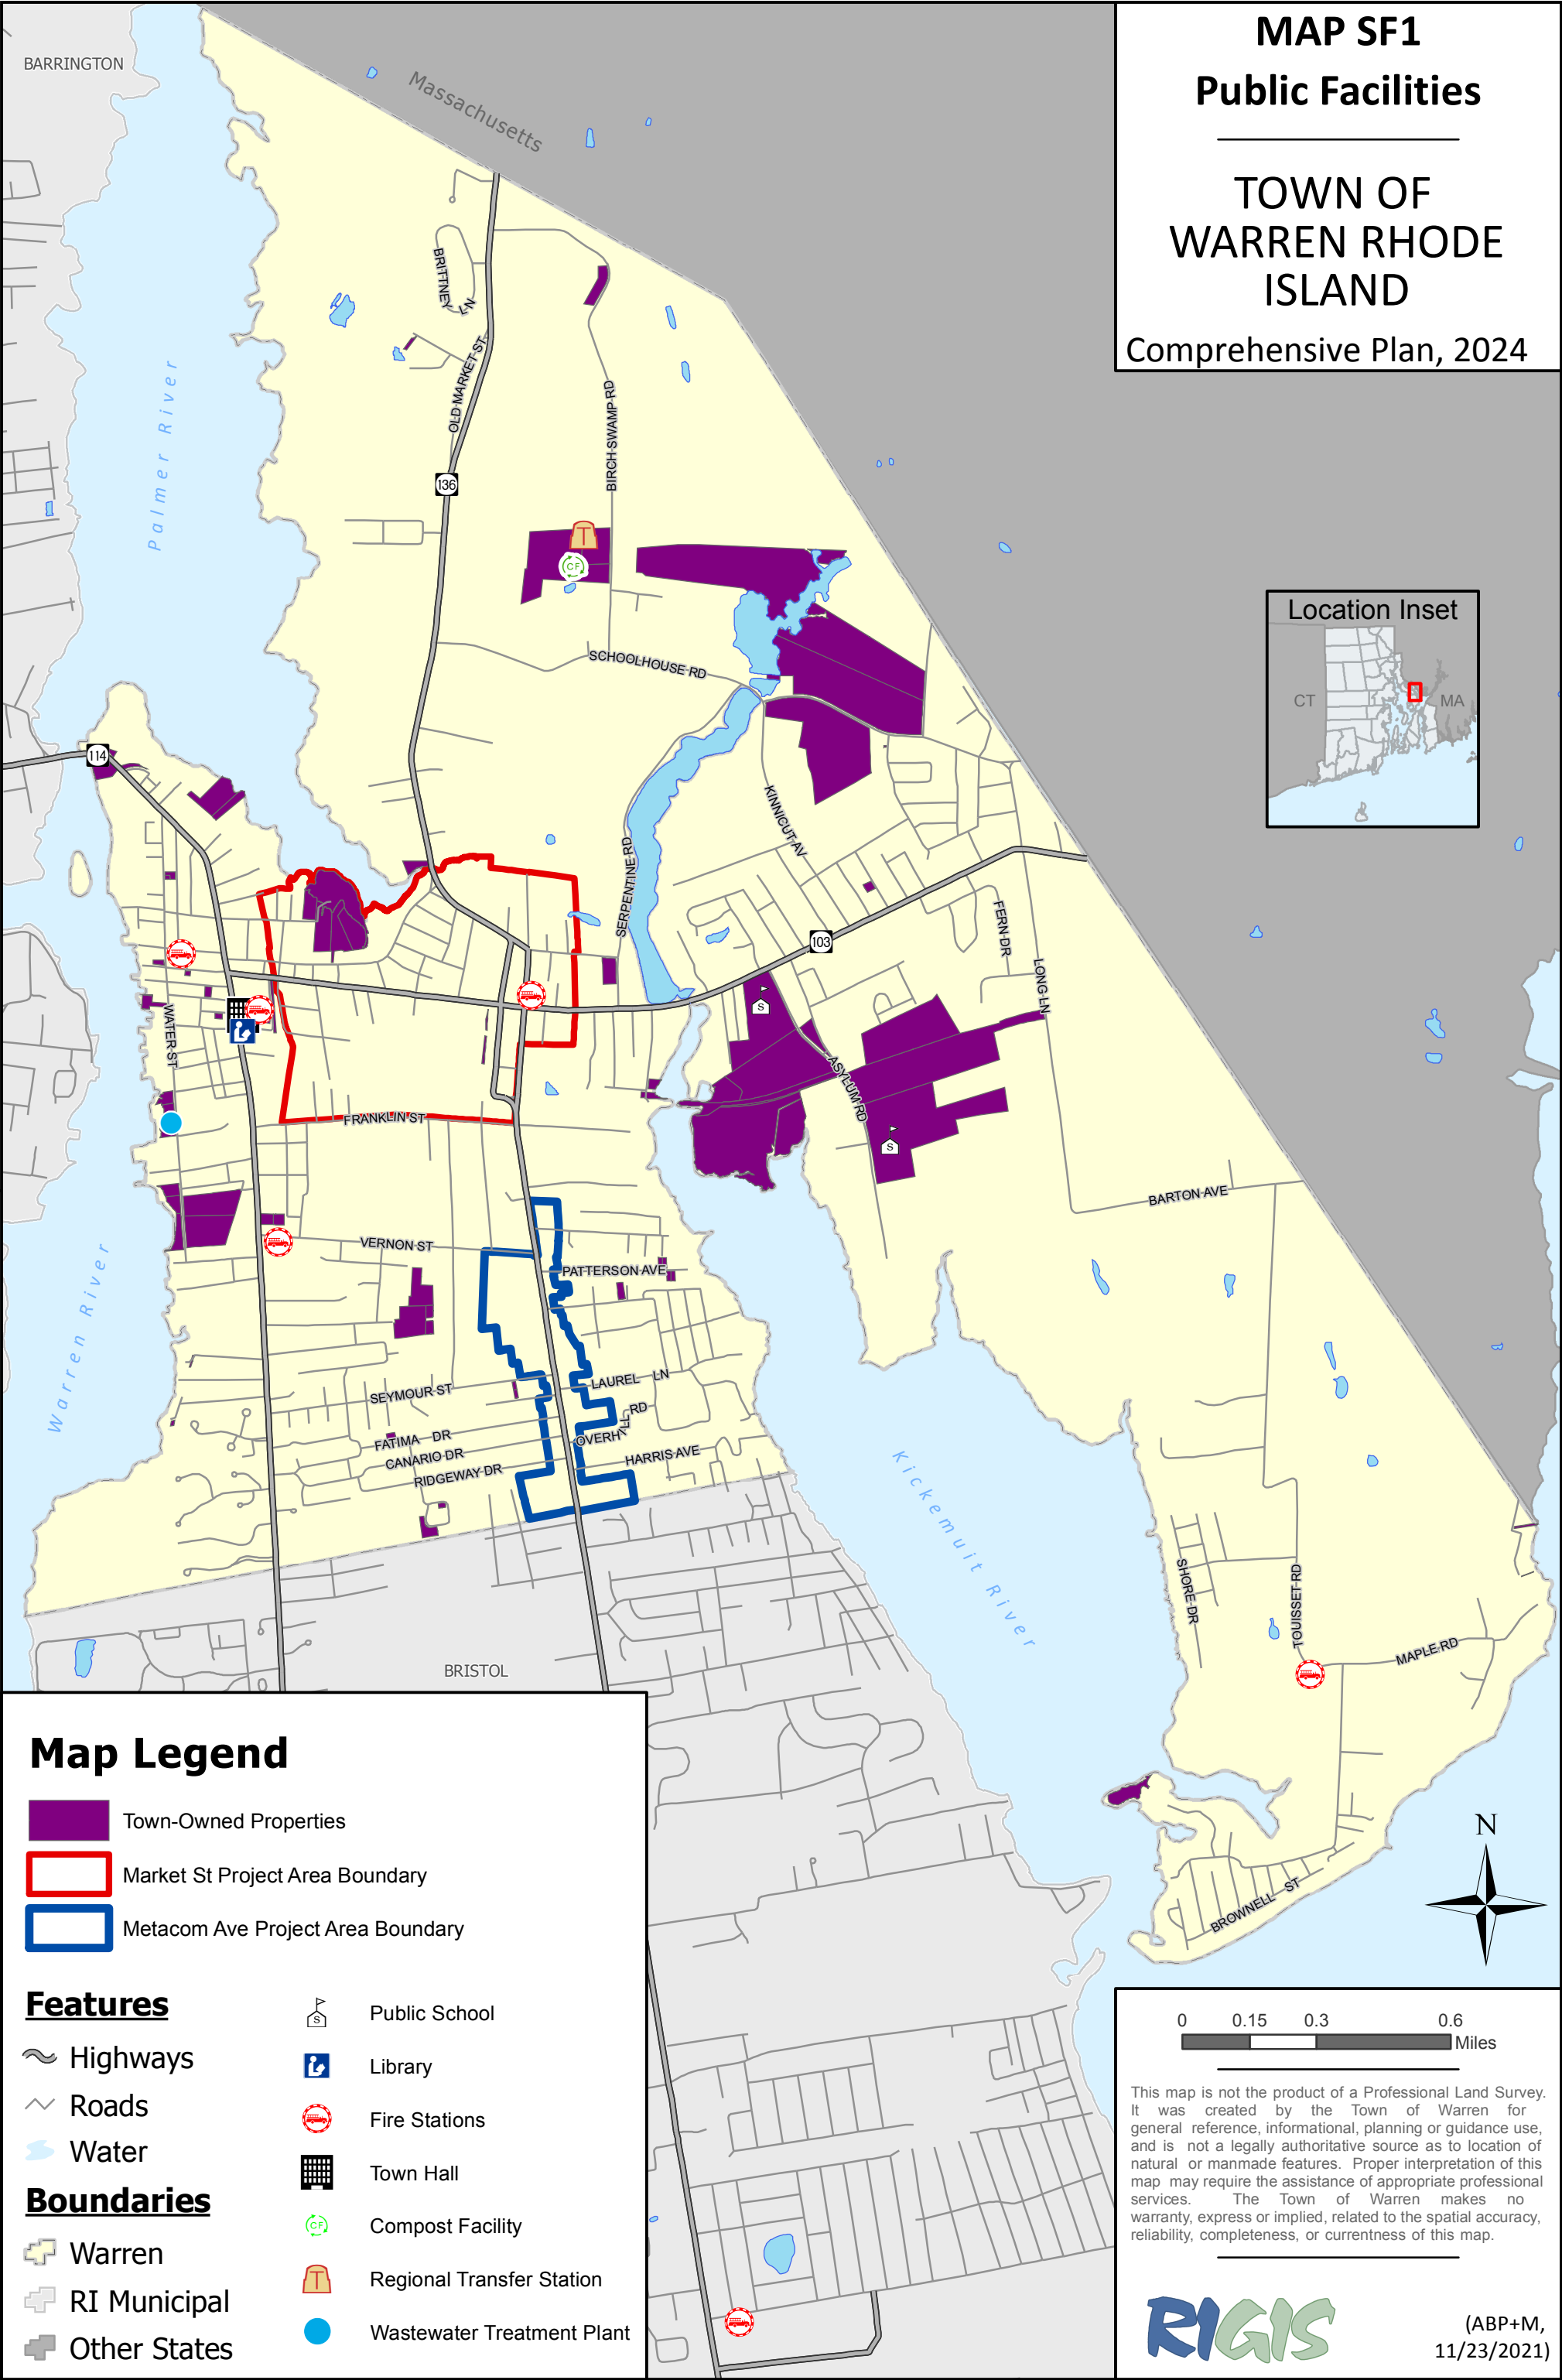 MAP SF1
Public Facilities
TOWN OF
WARREN RHODE
ISLAND
Comprehensive Plan, 2024
BARRINGTON
Massachusetts
BRITTNEY LN
OLD MARKET ST
BIRCH SWAMP RD
Palmer River
136
T
CF
SCHOOLHOUSE RD
Location Inset
CT
MA
114
KINNICUT AV
SERPENTINE RD
103
FERN DR
LONG LN
S
WATER ST
ASYLUM RD
FRANKLIN ST
S
BARTON AVE
VERNON ST
PATTERSON AVE
Warren River
LAUREL LN
SEYMOUR ST
OVERHILL RD
FATIMA DR
CANARIO DR
HARRIS AVE
RIDGEWAY DR
Kickemuit River
SHORE DR
TOUISSET RD
MAPLE RD
BRISTOL
BROWNELL ST
N
Map Legend
Town-Owned Properties
Market St Project Area Boundary
Metacom Ave Project Area Boundary
Features
Highways
Roads
Water
Boundaries
Warren
RI Municipal
Other States
S
Public School
Library
Fire Stations
Town Hall
CF
Compost Facility
T
Regional Transfer Station
Wastewater Treatment Plant
0 0.15 0.3 0.6
Miles
This map is not the product of a Professional Land Survey.
It was created by the Town of Warren for
general reference, informational, planning or guidance use,
and is not a legally authoritative source as to location of
natural or manmade features. Proper interpretation of this
map may require the assistance of appropriate professional
services. The Town of Warren makes no
warranty, express or implied, related to the spatial accuracy,
reliability, completeness, or currentness of this map.
RIGIS
(ABP+M,
11/23/2021)